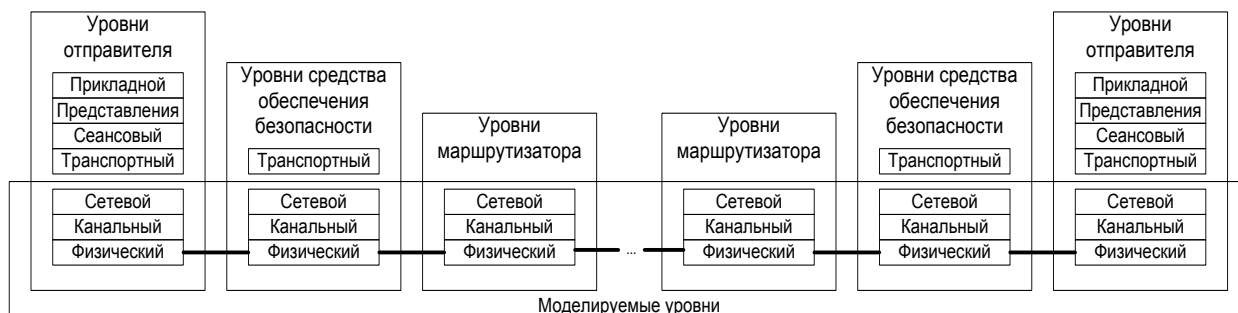 Уровни
отправителя
Прикладной
Представления
Сеансовый
Транспортный
Сетевой
Канальный
Физический
Уровни средства
обеспечения
безопасности
Транспортный
Сетевой
Канальный
Физический
Уровни
маршрутизатора
Сетевой
Канальный
Физический
...
Уровни
маршрутизатора
Сетевой
Канальный
Физический
Уровни средства
обеспечения
безопасности
Транспортный
Сетевой
Канальный
Физический
Уровни
отправителя
Прикладной
Представления
Сеансовый
Транспортный
Сетевой
Канальный
Физический
Моделируемые уровни